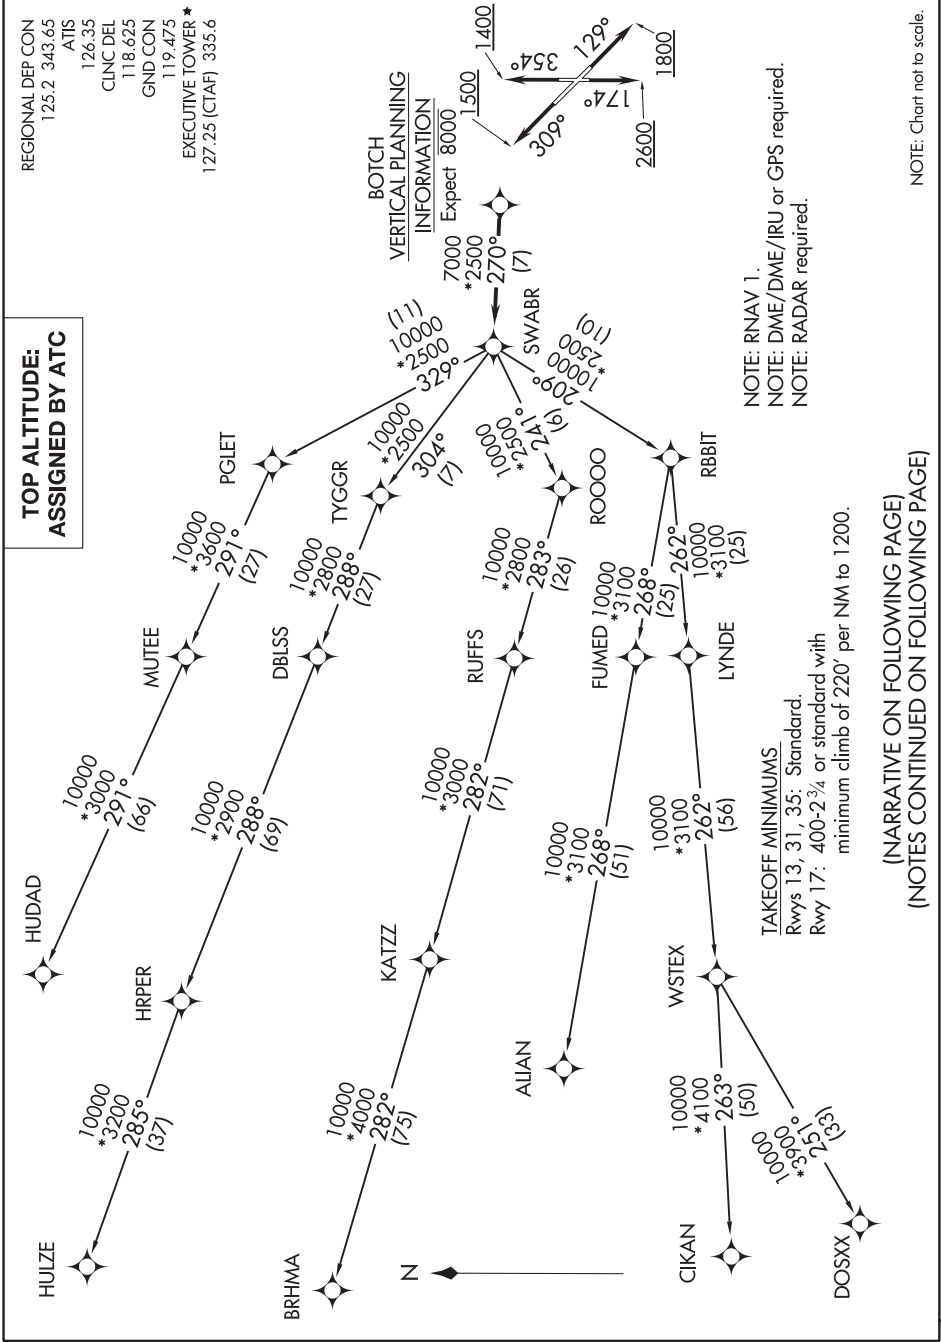 TOP ALTITUDE:
ASSIGNED BY ATC
REGIONAL DEP CON
125.2 343.65
ATIS
126.35
CLNC DEL
118.625
GND CON
119.475
EXECUTIVE TOWER ★
127.25 (CTAF) 335.6
HUDAD
10000
*3000
291°
(66)
MUTEE
10000
*3600
291°
(27)
PGLET
(11)
10000
*2500
329°
HULZE
10000
*3200
285°
(37)
HRPER
10000
*2900
288°
(69)
DBLSS
10000
*2800
288°
(27)
TYGGR
10000
*2500
304°
(7)
BRHMA
10000
*4000
282°
(75)
KATZZ
10000
*3000
282°
(71)
RUFFS
10000
*2800
283°
(26)
ROOOO
10000
*2500
241°
(6)
SWABR
7000
*2500
270°
(7)
BOTCH
VERTICAL PLANNING
INFORMATION
Expect 8000
1500
1400
354°
129°
1800
309°
174°
2600
N
ALIAN
10000
*3100
268°
(51)
FUMED
10000
*3100
268°
(25)
209°
10000
*2500
(10)
RBBIT
262°
10000
*3100
(25)
LYNDE
10000
*3100
262°
(56)
WSTEX
10000
*4100
263°
(50)
CIKAN
10000
*3900
251°
(33)
DOSXX
NOTE: RNAV 1.
NOTE: DME/DME/IRU or GPS required.
NOTE: RADAR required.
TAKEOFF MINIMUMS
Rwys 13, 31, 35: Standard.
Rwy 17: 400-2¾ or standard with
minimum climb of 220' per NM to 1200.
(NARRATIVE ON FOLLOWING PAGE)
(NOTES CONTINUED ON FOLLOWING PAGE)
NOTE: Chart not to scale.